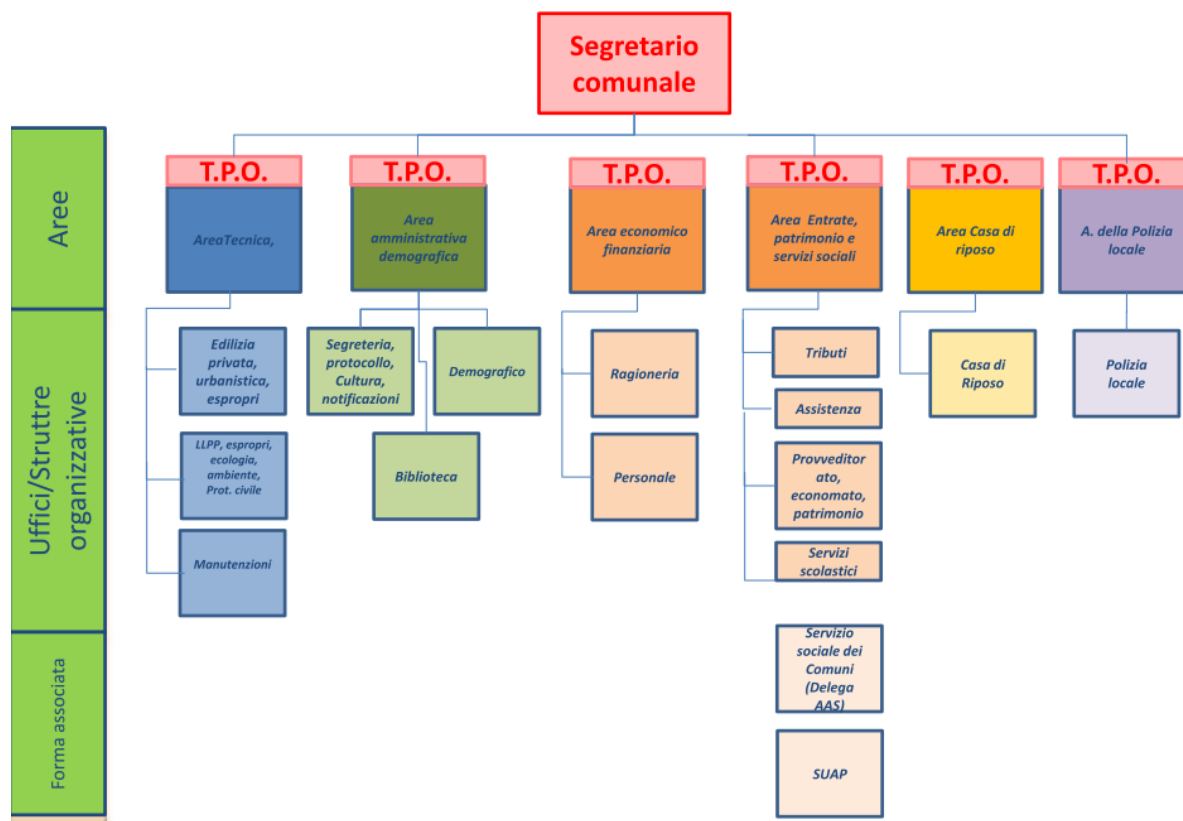 Segretario
comunale
Aree
T.P.O.
T.P.O.
T.P.O.
T.P.O.
T.P.O.
T.P.O.
AreaTecnica,
Area
amministrativa
demografica
Area economico
finanziaria
Area Entrate,
patrimonio e
servizi sociali
Area Casa di
riposo
A. della Polizia
locale
Uffici/Struttre
organizzative
Edilizia
privata,
urbanistica,
espropri
LLPP, espropri,
ecologia,
ambiente,
Prot. civile
Manutenzioni
Segreteria,
protocollo,
Cultura,
notificazioni
Demografico
Biblioteca
Ragioneria
Personale
Tributi
Assistenza
Provveditor
ato,
economato,
patrimonio
Servizi
scolastici
Casa di
Riposo
Polizia
locale
Forma associata
Servizio
sociale dei
Comuni
(Delega
AAS)
SUAP